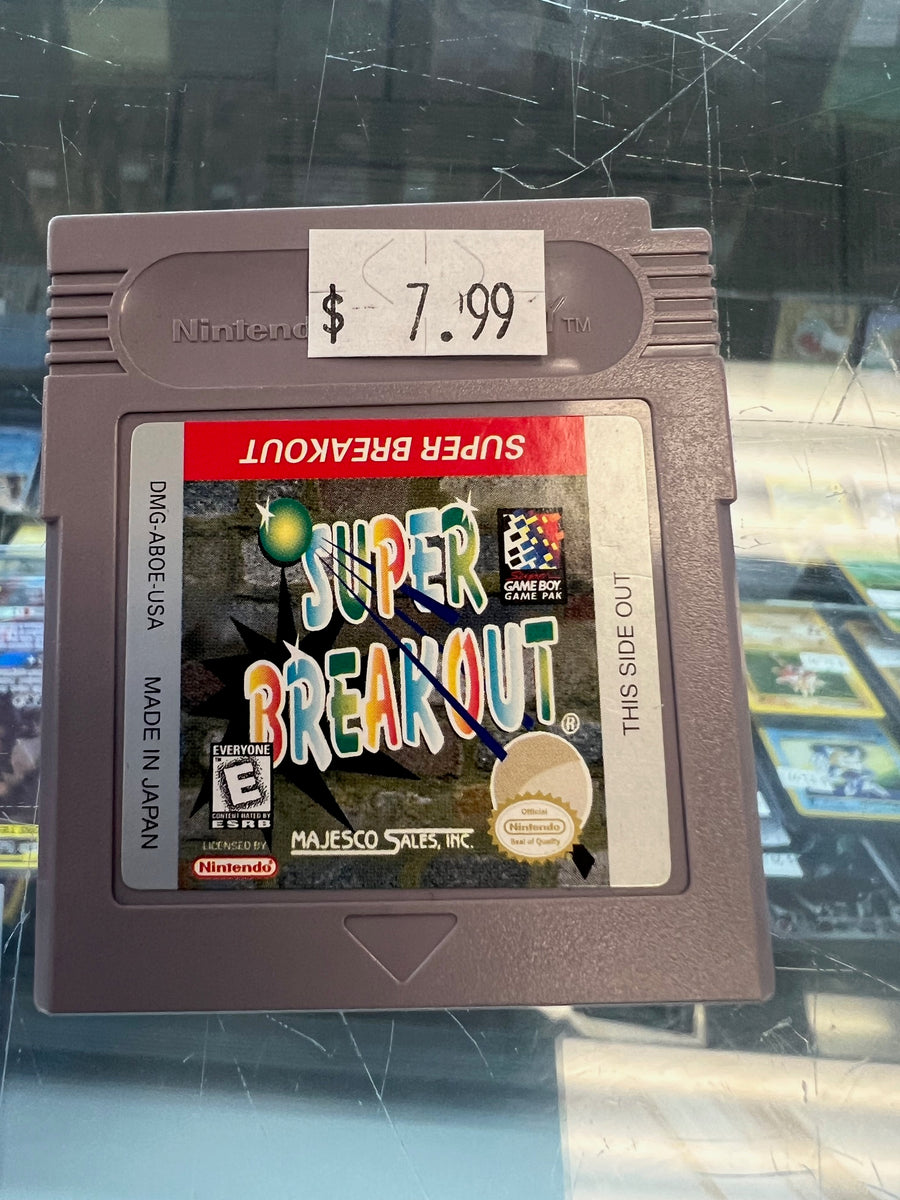 $ 7.99
Nintend
TM
SUPER BREAKOUT
DMG-ABOE-USA MADE IN JAPAN
SUPER
BREAKOUT®
GAME BOY
GAME PAK
THIS SIDE OUT
EVERYONE
E
CONTENT RATED BY
ESRB
LICENSED BY
Nintendo
MAJESCO SALES, INC.
Official
Nintendo
Seal of Quality